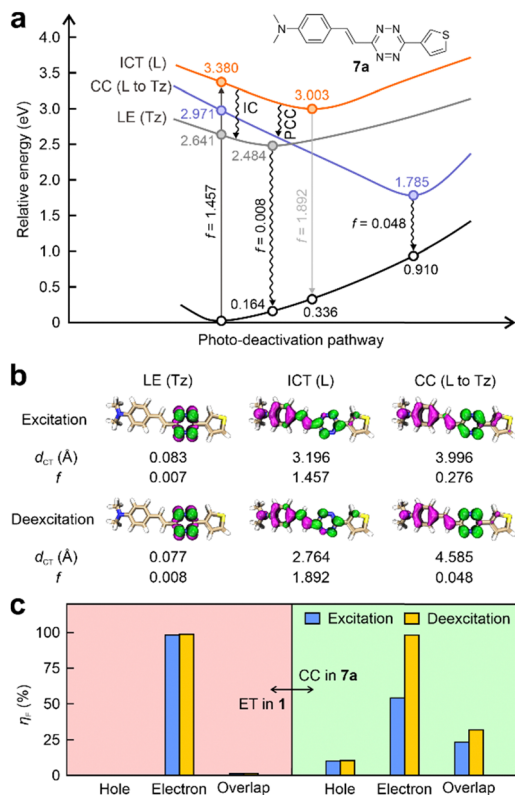 a
N
N N
N N
S
7a
Relative energy (eV)
4.0
3.5
3.0
2.5
2.0
1.5
1.0
0.5
0
ICT (L)
CC (L to Tz)
LE (Tz)
3.380
2.971
2.641
2.484
3.003
1.785
IC
PCC
f = 1.457
f = 0.008
f = 1.892
f = 0.048
0.164
0.336
0.910
Photo-deactivation pathway
b
LE (Tz) ICT (L) CC (L to Tz)
Excitation
dCT (Å) 0.083 3.196 3.996
f 0.007 1.457 0.276
Deexcitation
dCT (Å) 0.077 2.764 4.585
f 0.008 1.892 0.048
c
Excitation Deexcitation
100
75
50
25
0
CC in 7a
ET in 1
Hole Electron Overlap Hole Electron Overlap